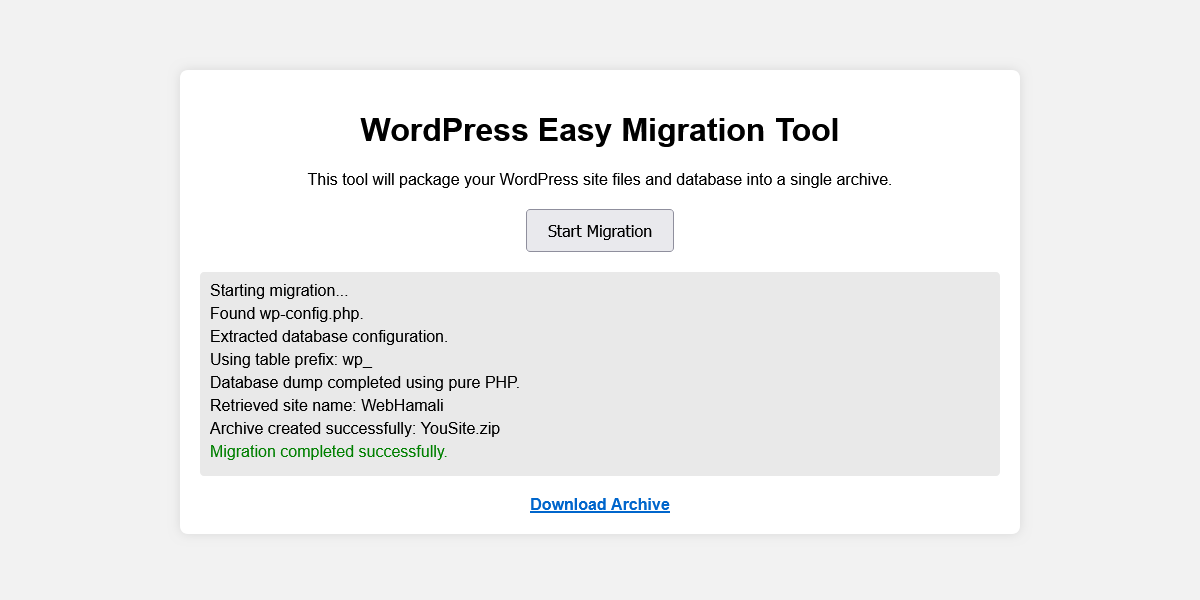 WordPress Easy Migration Tool
This tool will package your WordPress site files and database into a single archive.
Start Migration
Starting migration...
Found wp-config.php.
Extracted database configuration.
Using table prefix: wp_
Database dump completed using pure PHP.
Retrieved site name: WebHamali
Archive created successfully: YouSite.zip
Migration completed successfully.
Download Archive